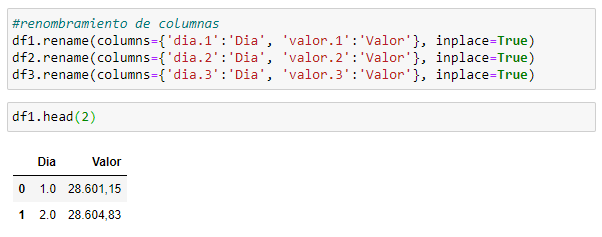 #renombramiento de columnas
df1.rename(columns={'dia.1':'Dia', 'valor.1':'Valor'}, inplace=True)
df2.rename(columns={'dia.2':'Dia', 'valor.2':'Valor'}, inplace=True)
df3.rename(columns={'dia.3':'Dia', 'valor.3':'Valor'}, inplace=True)
df1.head(2)
Dia Valor
0 1.0 28.601,15
1 2.0 28.604,83